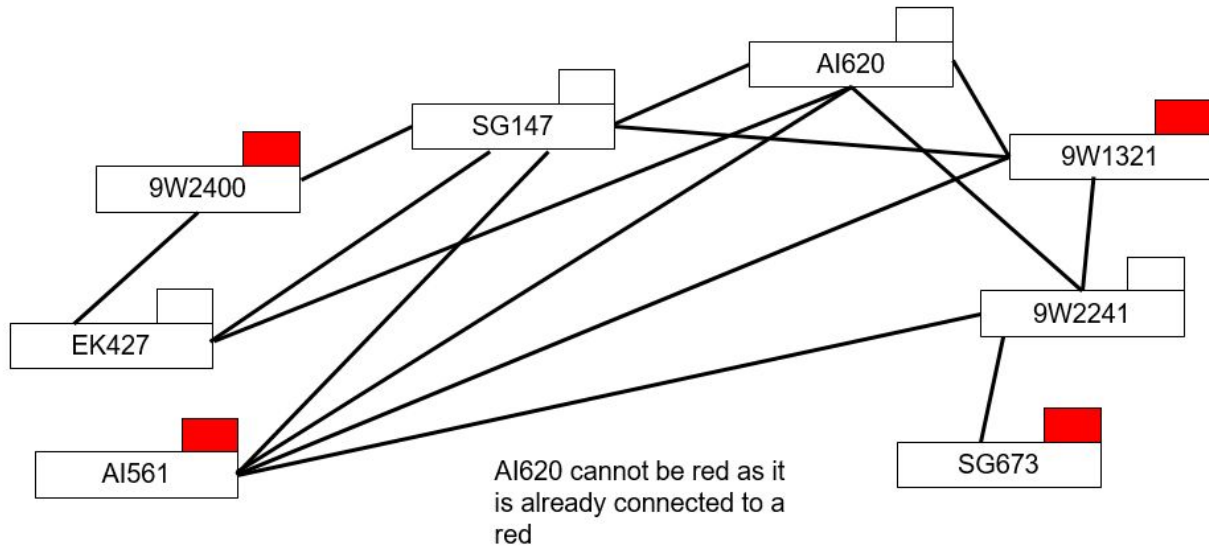 AI620
SG147
9W1321
9W2400
9W2241
EK427
SG673
AI561
AI620 cannot be red as it
is already connected to a
red